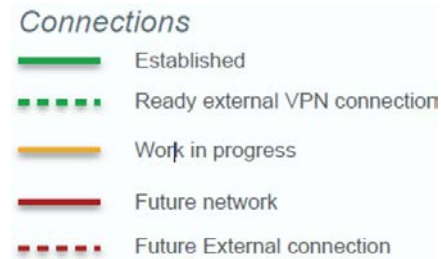 Connections
Established
Ready external VPN connection
Work in progress
Future network
Future External connection